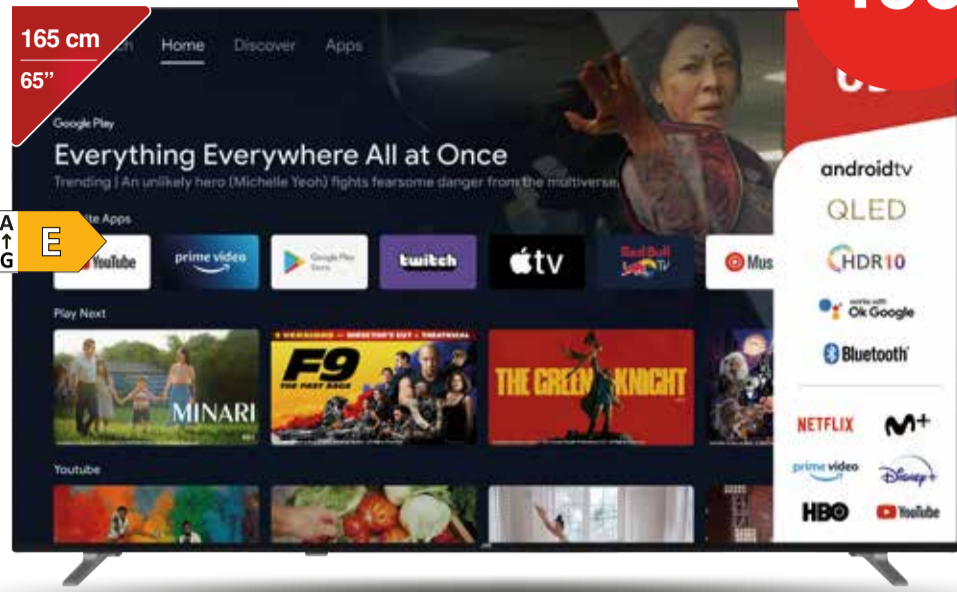 165 cm
65”
Home Discover Apps
Google Play
Everything Everywhere All at Once
Trending | An unlikely hero (Michelle Yeoh) fights fearsome danger from the multiverse.
Apps
YouTube
prime video
Google Play
twitch
tv
Red Bull
TV
A
↑
G
E
Play Next
MINARI
F9
THE FAST SAGA
THE GREEN KNIGHT
Youtube
androidtv
QLED
HDR10
works with
Ok Google
Bluetooth
NETFLIX
M+
prime video
Disney+
HBO
YouTube